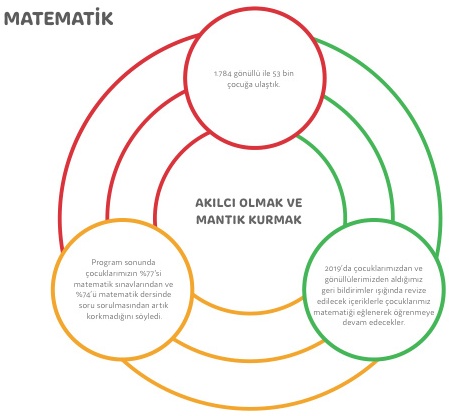 MATEMATİK
1.784 gönüllü ile 53 bin
çocuğa ulaştık.
AKILCI OLMAK VE
MANTIK KURMAK
Program sonunda
çocuklarımızın %77'si
matematik sınavlarından ve
%74'ü matematik dersinde
soru sorulmasından artık
korkmadığını söyledi.
2019'da çocuklarımızdan ve
gönüllülerimizden aldığımız
geri bildirimler ışığında revize
edilecek içeriklerle çocuklarımız
matematiği eğlenerek öğrenmeye
devam edecekler.